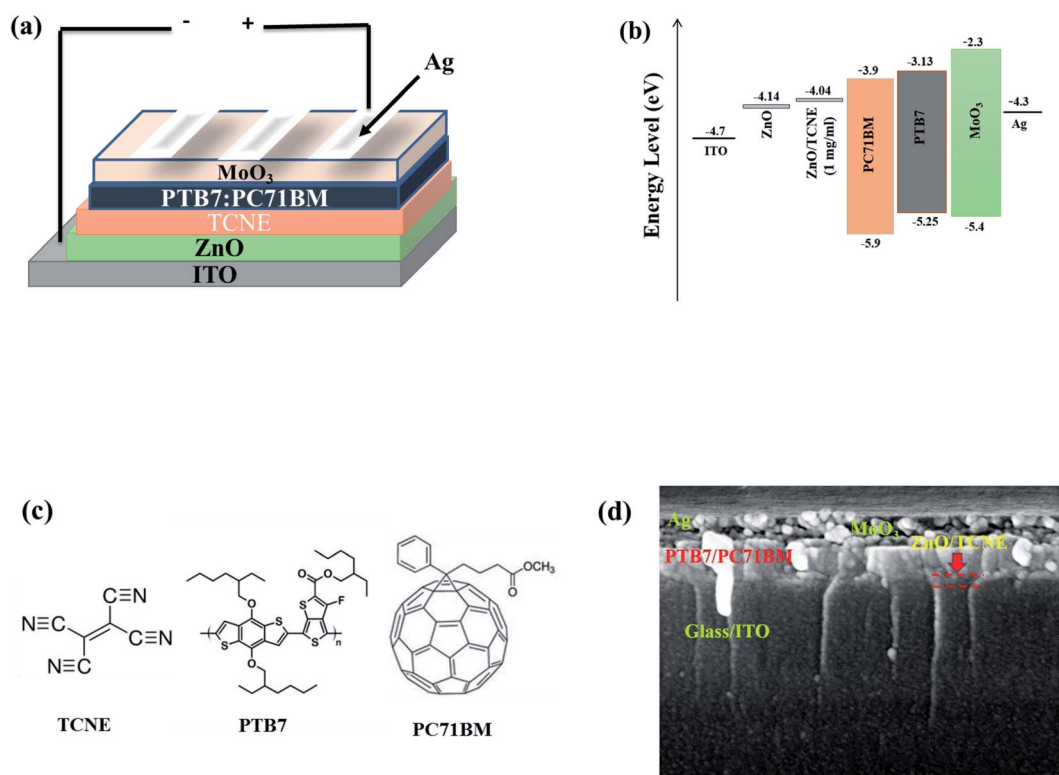 (a)
- +
Ag
MoO3
PTB7:PC71BM
TCNE
ZnO
ITO
(b)
Energy Level (eV)
-4.7
ITO
-4.14
ZnO
-4.04
ZnO/TCNE
(1 mg/ml)
-3.9
PC71BM
-5.9
-3.13
PTB7
-5.25
-2.3
MoO3
-5.4
-4.3
Ag
(c)
C≡N
N≡C
C≡N
C≡N
TCNE
O
O
O
O
F
S
S
S
S
n
PTB7
O
OCH3
PC71BM
(d)
Ag
MoO3
PTB7/PC71BM
ZnO/TCNE
Glass/ITO